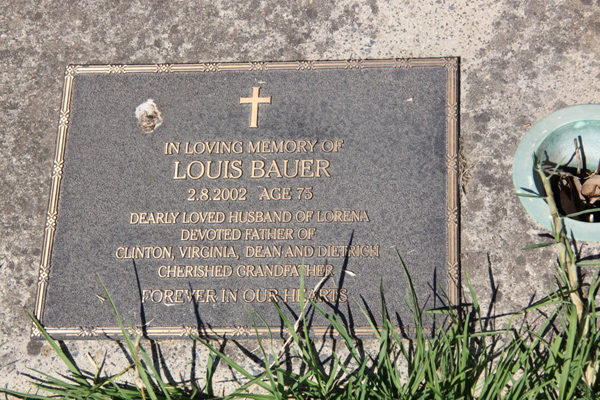 IN LOVING MEMORY OF
LOUIS BAUER
2.8.2002 AGE 75
DEARLY LOVED HUSBAND OF LORENA
DEVOTED FATHER OF
CLINTON, VIRGINIA, DEAN AND DIETRICH
CHERISHED GRANDFATHER
FOREVER IN OUR HEARTS